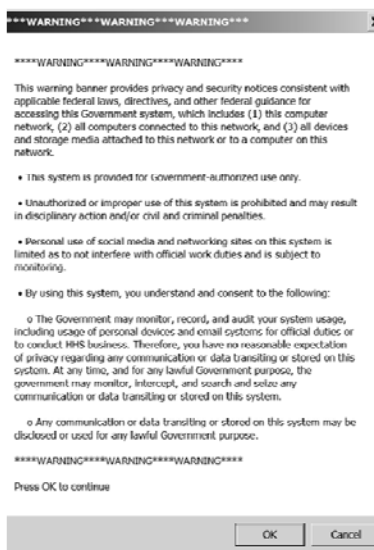 ***WARNING***WARNING***WARNING***
****WARNING****WARNING****WARNING****
This warning banner provides privacy and security notices consistent with
applicable federal laws, directives, and other federal guidance for
accessing this Government system, which includes (1) this computer
network, (2) all computers connected to this network, and (3) all devices
and storage media attached to this network or to a computer on this
network.
• This system is provided for Government-authorized use only.
• Unauthorized or improper use of this system is prohibited and may result
in disciplinary action and/or civil and criminal penalties.
• Personal use of social media and networking sites on this system is
limited as to not interfere with official work duties and is subject to
monitoring.
• By using this system, you understand and consent to the following:
o The Government may monitor, record, and audit your system usage,
including usage of personal devices and email systems for official duties or
to conduct HHS business. Therefore, you have no reasonable expectation
of privacy regarding any communication or data transiting or stored on this
system. At any time, and for any lawful Government purpose, the
government may monitor, intercept, and search and seize any
communication or data transiting or stored on this system.
o Any communication or data transiting or stored on this system may be
disclosed or used for any lawful Government purpose.
****WARNING****WARNING****WARNING****
Press OK to continue
OK
Cancel